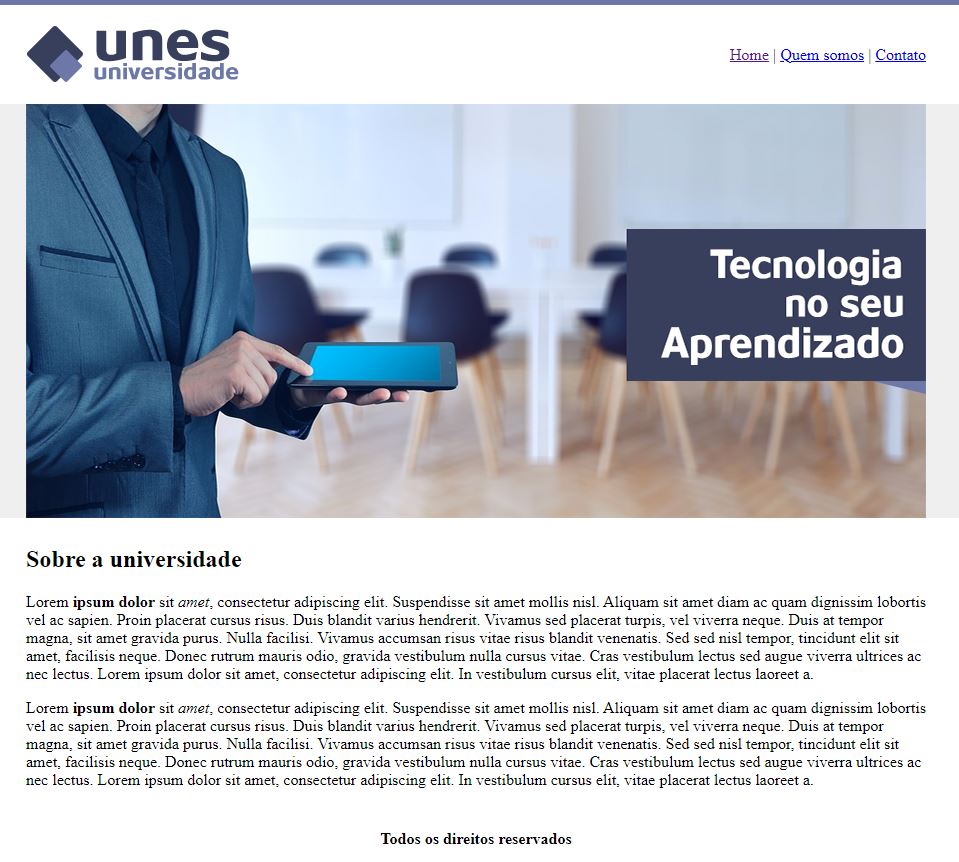 unes
universidade
Home | Quem somos | Contato
Tecnologia
no seu
Aprendizado
Sobre a universidade
Lorem ipsum dolor sit amet, consectetur adipiscing elit. Suspendisse sit amet mollis nisl. Aliquam sit amet diam ac quam dignissim lobortis
vel ac sapien. Proin placerat cursus risus. Duis blandit varius hendrerit. Vivamus sed placerat turpis, vel viverra neque. Duis at tempor
magna, sit amet gravida purus. Nulla facilisi. Vivamus accumsan risus vitae risus blandit venenatis. Sed sed nisl tempor, tincidunt elit sit
amet, facilisis neque. Donec rutrum mauris odio, gravida vestibulum nulla cursus vitae. Cras vestibulum lectus sed augue viverra ultrices ac
nec lectus. Lorem ipsum dolor sit amet, consectetur adipiscing elit. In vestibulum cursus elit, vitae placerat lectus laoreet a.
Lorem ipsum dolor sit amet, consectetur adipiscing elit. Suspendisse sit amet mollis nisl. Aliquam sit amet diam ac quam dignissim lobortis
vel ac sapien. Proin placerat cursus risus. Duis blandit varius hendrerit. Vivamus sed placerat turpis, vel viverra neque. Duis at tempor
magna, sit amet gravida purus. Nulla facilisi. Vivamus accumsan risus vitae risus blandit venenatis. Sed sed nisl tempor, tincidunt elit sit
amet, facilisis neque. Donec rutrum mauris odio, gravida vestibulum nulla cursus vitae. Cras vestibulum lectus sed augue viverra ultrices ac
nec lectus. Lorem ipsum dolor sit amet, consectetur adipiscing elit. In vestibulum cursus elit, vitae placerat lectus laoreet a.
Todos os direitos reservados